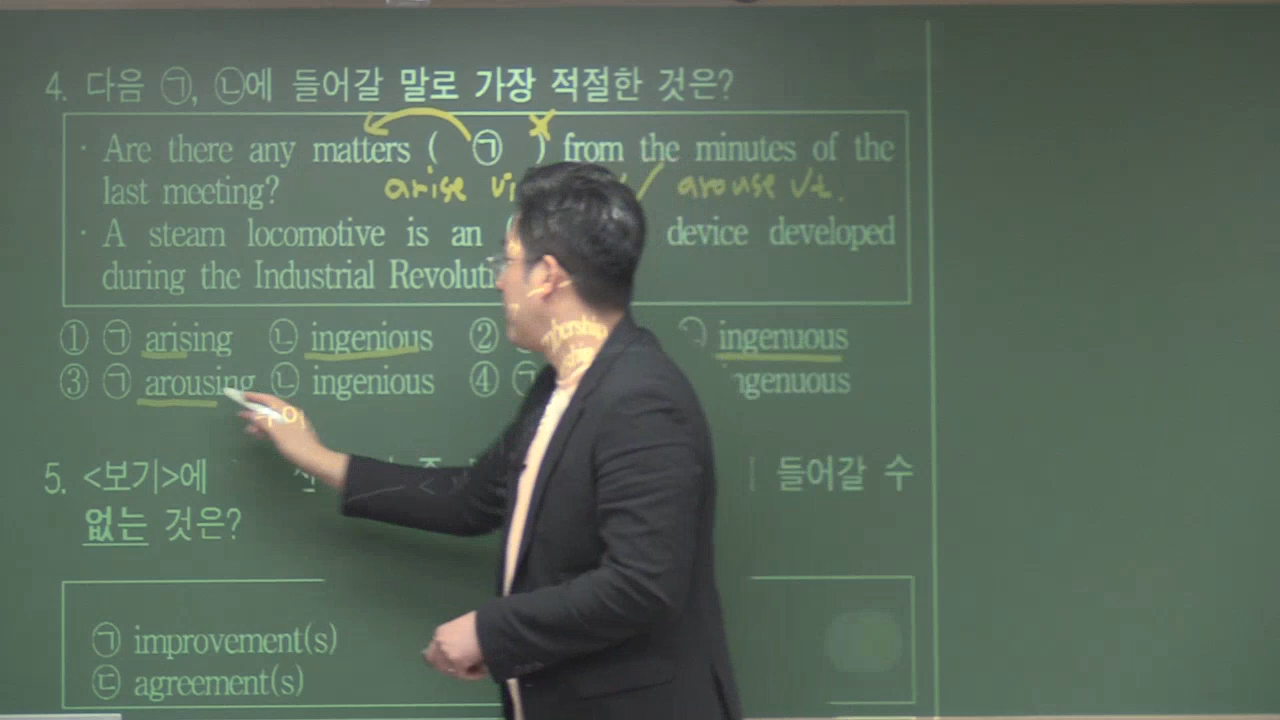 4. 다음 ㉠, ㉡에 들어갈 말로 가장 적절한 것은?
· Are there any matters ( ㉠ ) from the minutes of the
last meeting?
arise vi / arouse vt.
· A steam locomotive is an device developed
during the Industrial
① ㉠ arising ㉡ ingenious ② ingenuous
③ ㉠ arousing ㉡ ingenious ④ ㉠ ingenuous
5. <보기>에 들어갈 수
없는 것은?
㉠ improvement(s)
㉢ agreement(s)